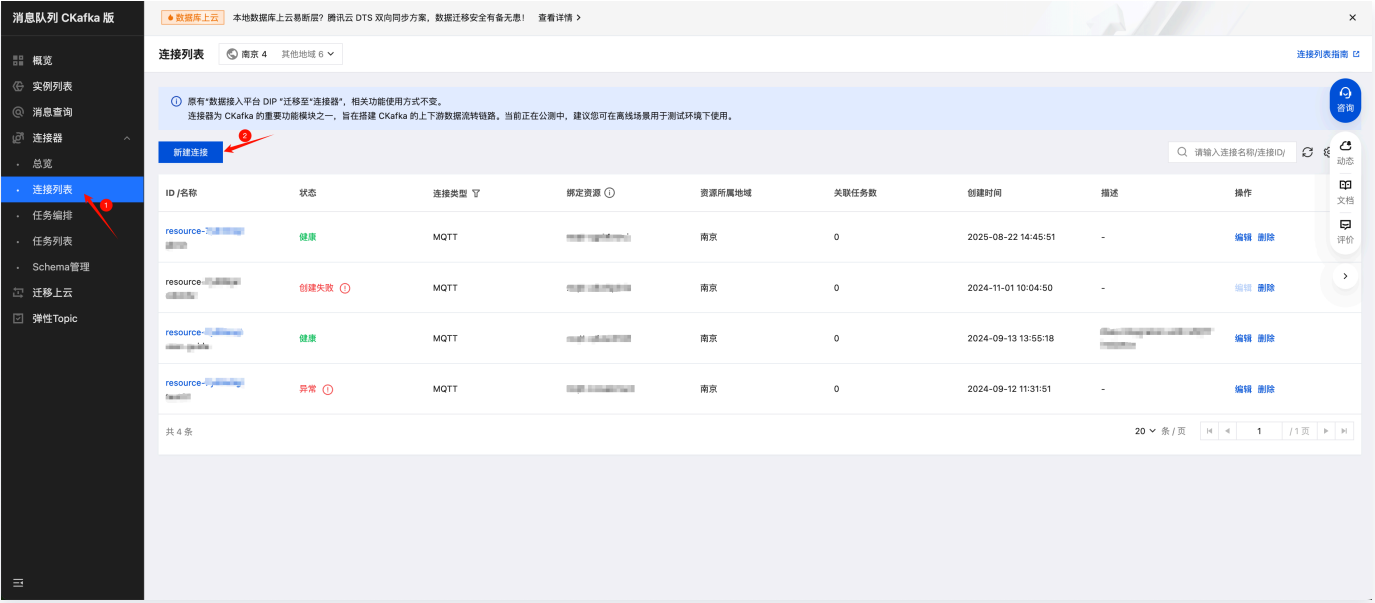 消息队列 CKafka 版
数据库上云 本地数据库上云易断层？腾讯云 DTS 双向同步方案，数据迁移安全有备无患！ 查看详情
连接列表 南京 4 其他地域 6 连接列表指南
概览
实例列表
消息查询
连接器
总览
连接列表
任务编排
任务列表
Schema管理
迁移上云
弹性Topic
1
原有“数据接入平台 DIP ”迁移至“连接器”，相关功能使用方式不变。
连接器为 CKafka 的重要功能模块之一，旨在搭建 CKafka 的上下游数据流转链路。当前正在公测中，建议您可在离线场景用于测试环境下使用。
2
新建连接 请输入连接名称/连接ID/
ID /名称 状态 连接类型 绑定资源 资源所属地域 关联任务数 创建时间 描述 操作
resource- 健康 MQTT 南京 0 2025-08-22 14:45:51 - 编辑 删除
resource- 创建失败 MQTT 南京 0 2024-11-01 10:04:50 - 编辑 删除
resource- 健康 MQTT 南京 0 2024-09-13 13:55:18 编辑 删除
resource- 异常 MQTT 南京 0 2024-09-12 11:31:51 - 编辑 删除
共 4 条 20 条 / 页 1 / 1 页
咨询
动态
文档
评价